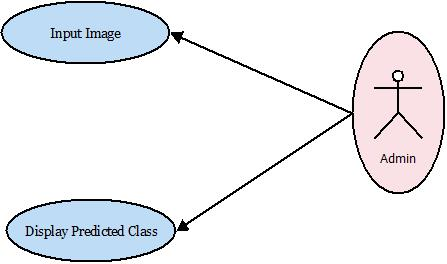 Input Image
Admin
Display Predicted Class